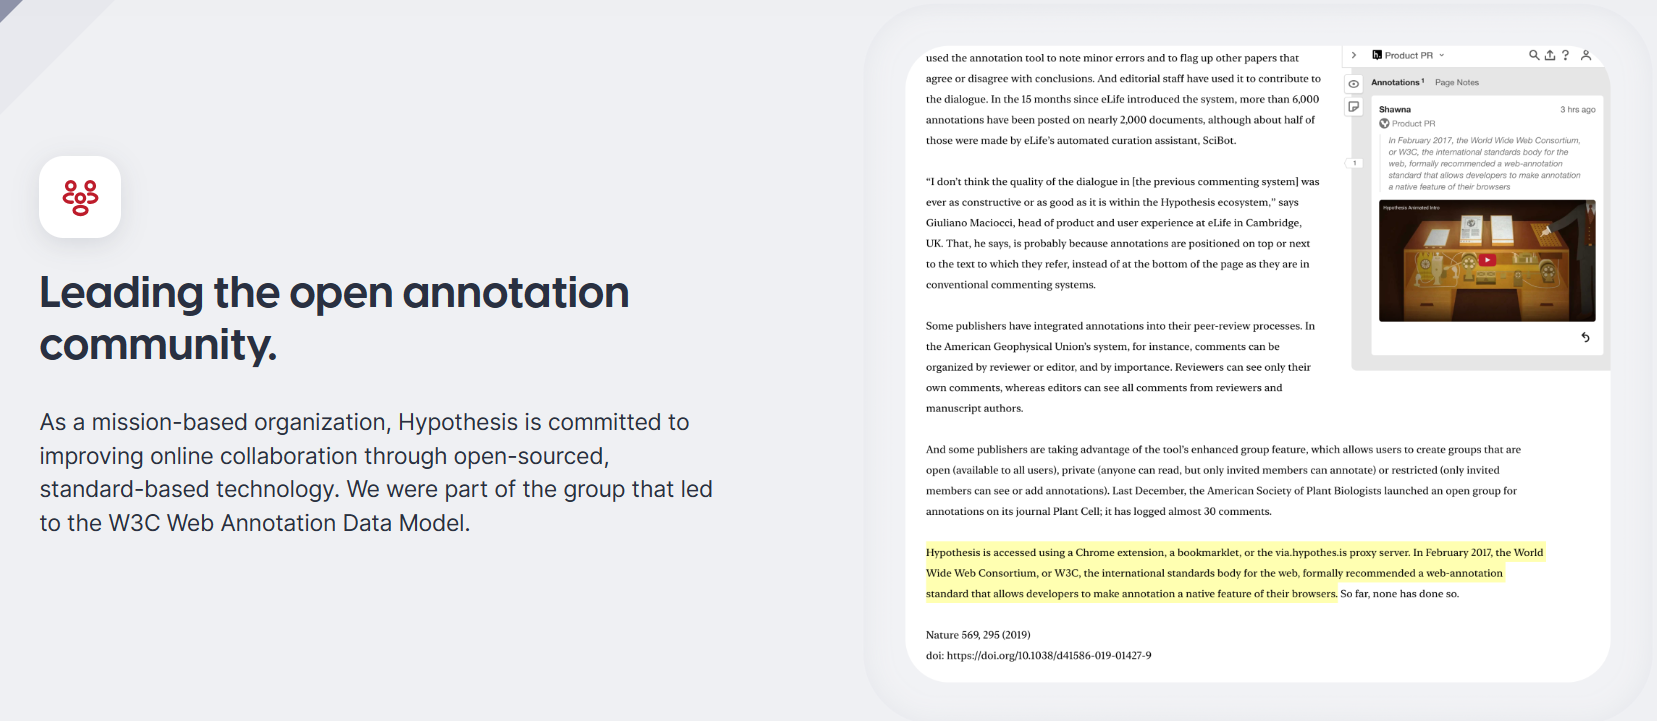 Leading the open annotation
community.
As a mission-based organization, Hypothesis is committed to
improving online collaboration through open-sourced,
standard-based technology. We were part of the group that led
to the W3C Web Annotation Data Model.
used the annotation tool to note minor errors and to flag up other papers that
agree or disagree with conclusions. And editorial staff have used it to contribute to
the dialogue. In the 15 months since eLife introduced the system, more than 6,000
annotations have been posted on nearly 2,000 documents, although about half of
those were made by eLife's automated curation assistant, SciBot.
“I don't think the quality of the dialogue in [the previous commenting system] was
ever as constructive or as good as it is within the Hypothesis ecosystem,” says
Giuliano Maciocci, head of product and user experience at eLife in Cambridge,
UK. That, he says, is probably because annotations are positioned on top or next
to the text to which they refer, instead of at the bottom of the page as they are in
conventional commenting systems.
Some publishers have integrated annotations into their peer-review processes. In
the American Geophysical Union's system, for instance, comments can be
organized by reviewer or editor, and by importance. Reviewers can see only their
own comments, whereas editors can see all comments from reviewers and
manuscript authors.
And some publishers are taking advantage of the tool's enhanced group feature, which allows users to create groups that are
open (available to all users), private (anyone can read, but only invited members can annotate) or restricted (only invited
members can see or add annotations). Last December, the American Society of Plant Biologists launched an open group for
annotations on its journal Plant Cell; it has logged almost 30 comments.
Hypothesis is accessed using a Chrome extension, a bookmarklet, or the via.hypothes.is proxy server. In February 2017, the World
Wide Web Consortium, or W3C, the international standards body for the web, formally recommended a web-annotation
standard that allows developers to make annotation a native feature of their browsers. So far, none has done so.
Nature 569, 295 (2019)
doi: https://doi.org/10.1038/d41586-019-01427-9
h. Product PR
?
Annotations 1 Page Notes
Shawna 3 hrs ago
Product PR
in February 2017, the World Wide Web Consortium,
or W3C, the international standards body for the
web, formally recommended a web-annotation
standard that allows developers to make annotation
a native feature of their browsers
1
Hypothesis Animated Intro